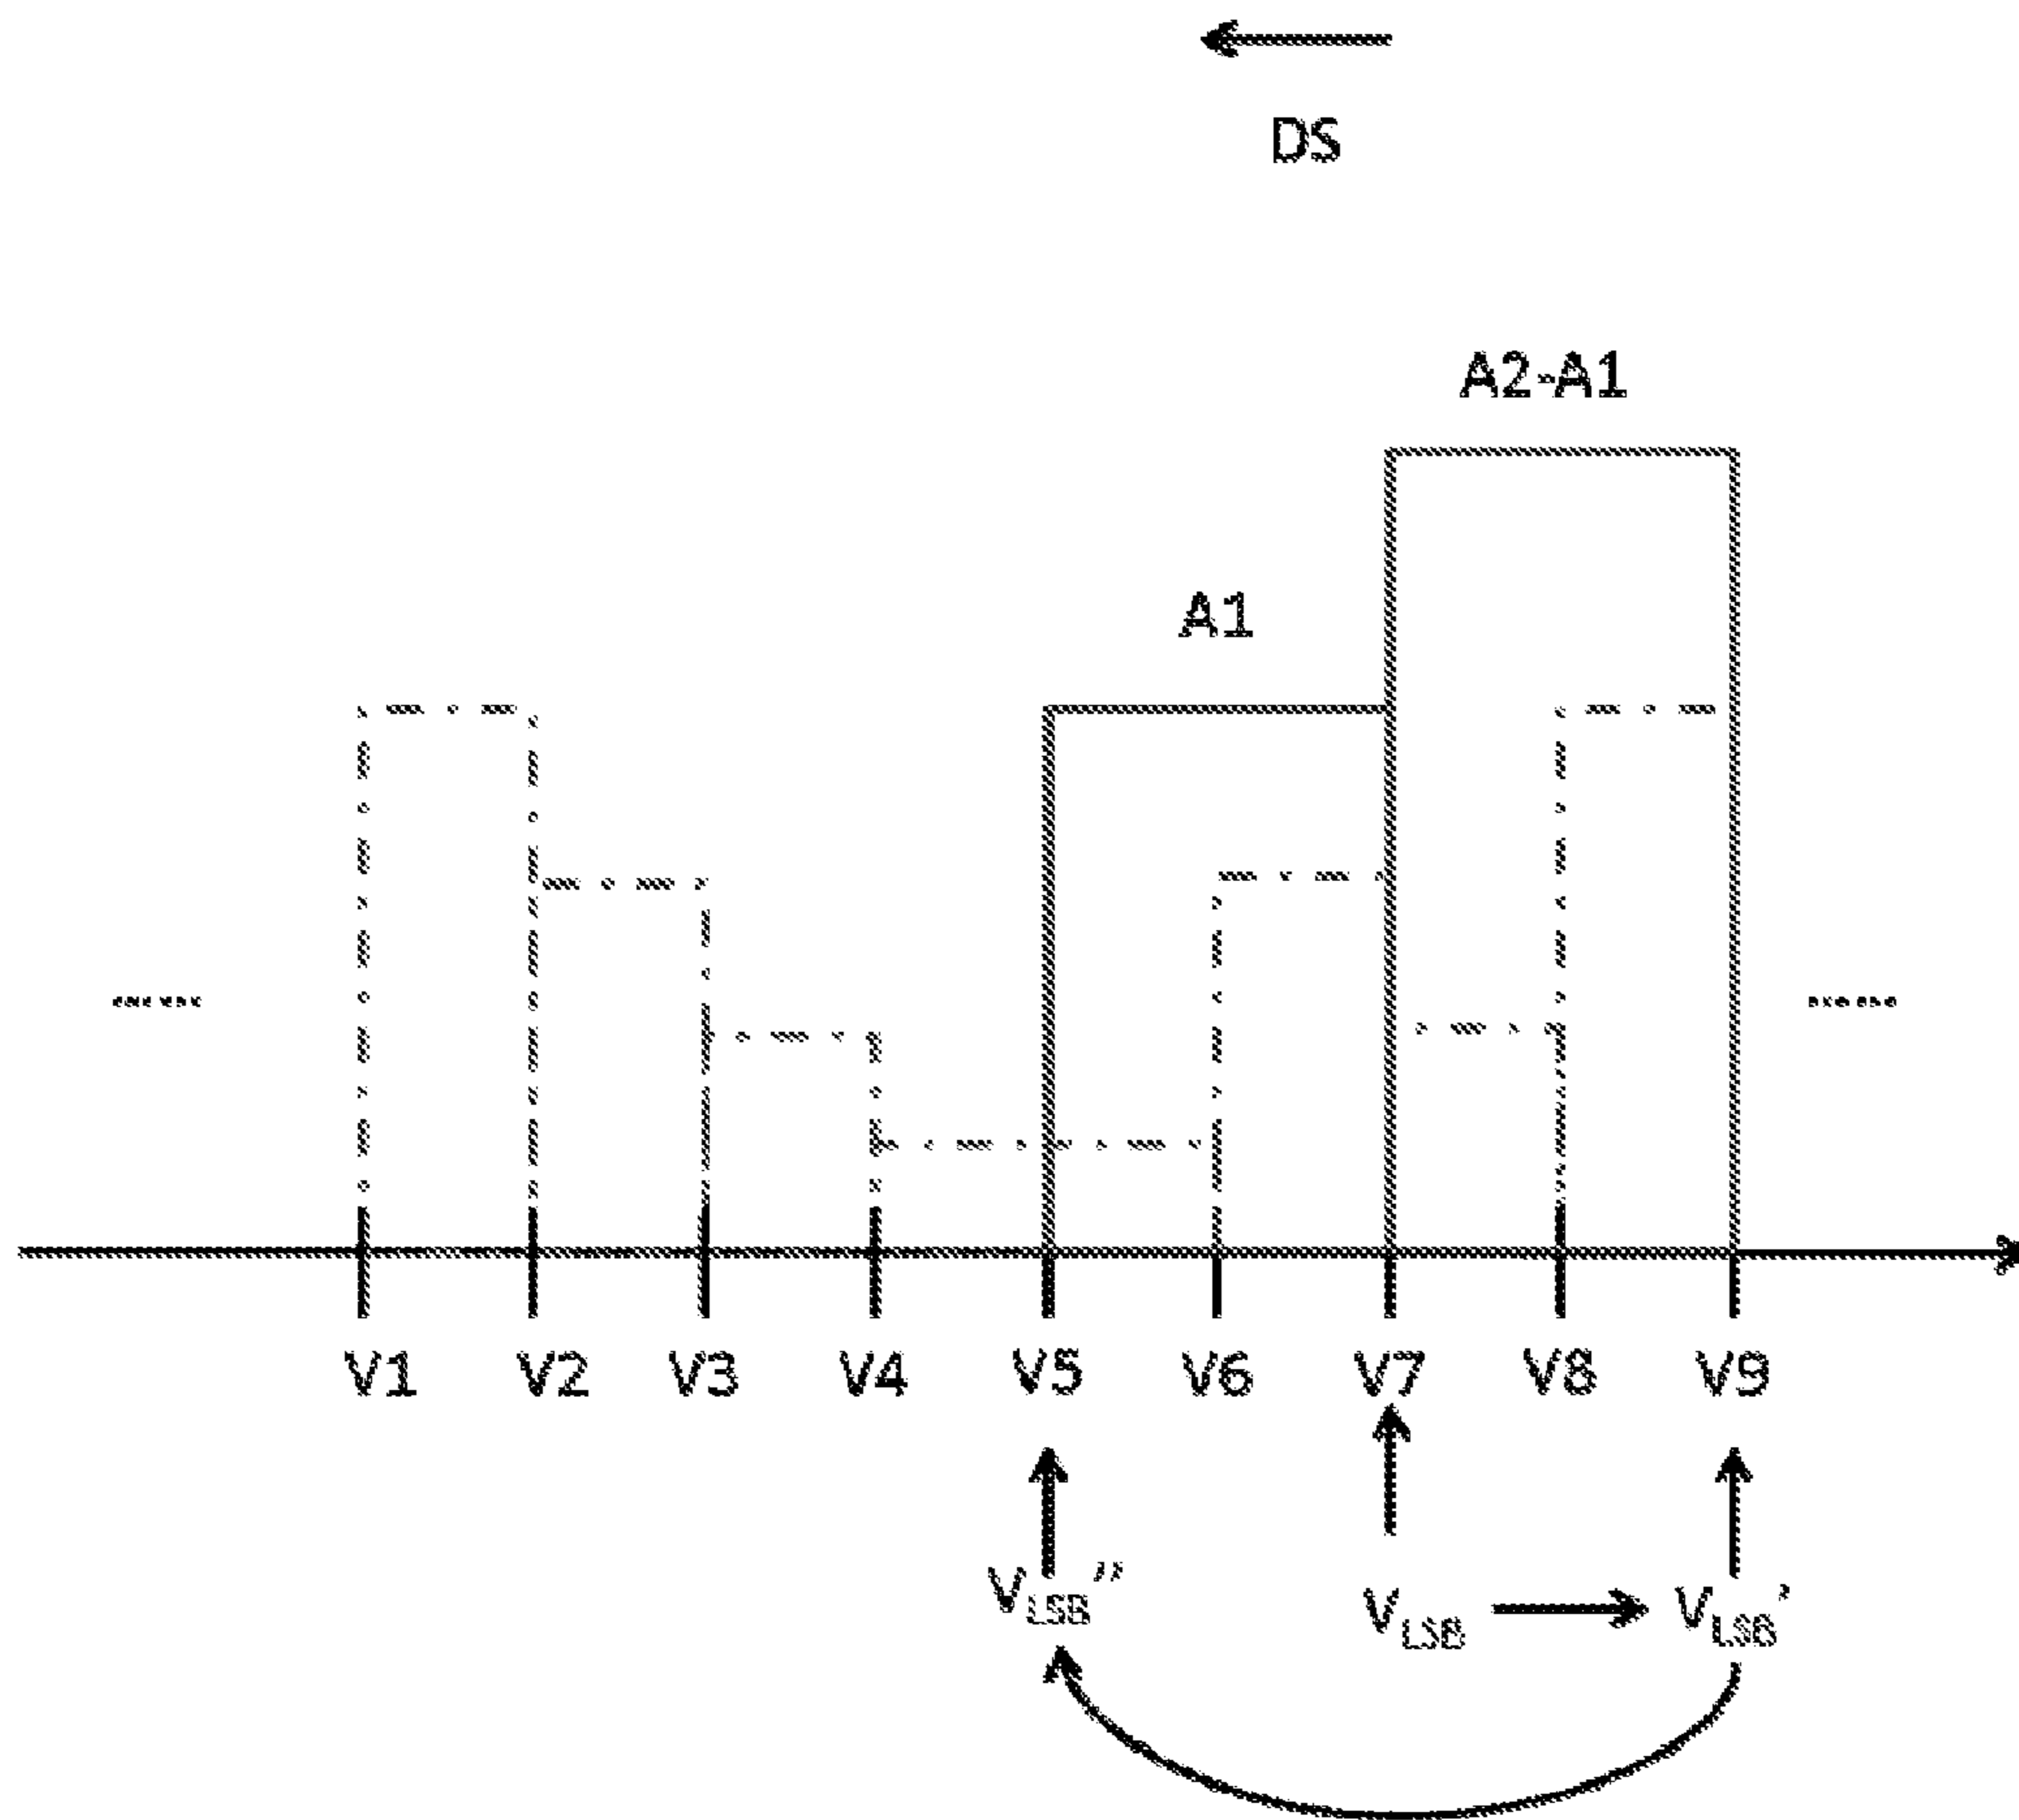 DS
A2-A1
A1
V1 V2 V3 V4 V5 V6 V7 V8 V9
VLSB’’ VLSB VLSB’